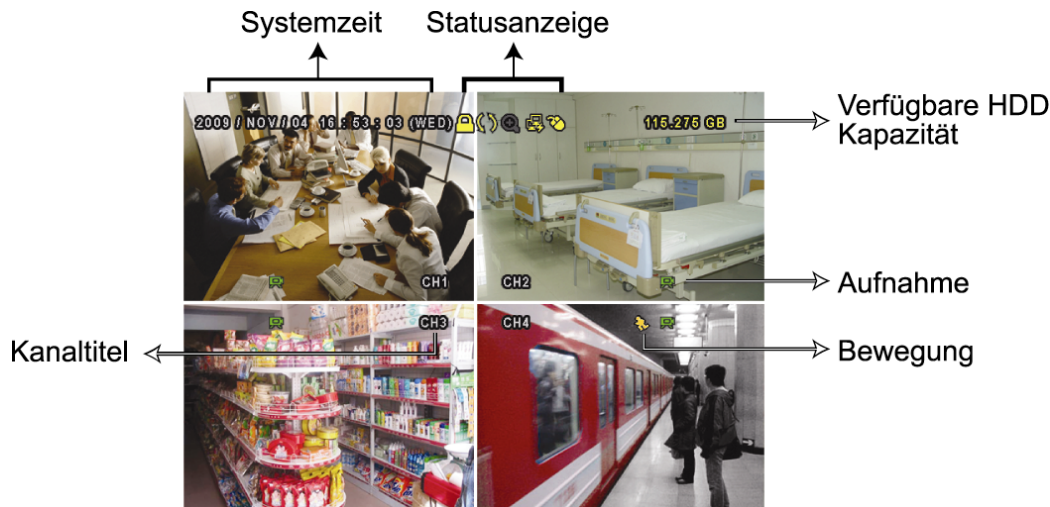 Systemzeit
Statusanzeige
2009 / NOV / 04 16 : 53 : 03 (WED)
115.275 GB
Verfügbare HDD
Kapazität
CH1
CH2
Aufnahme
CH3
CH4
Kanaltitel
Bewegung